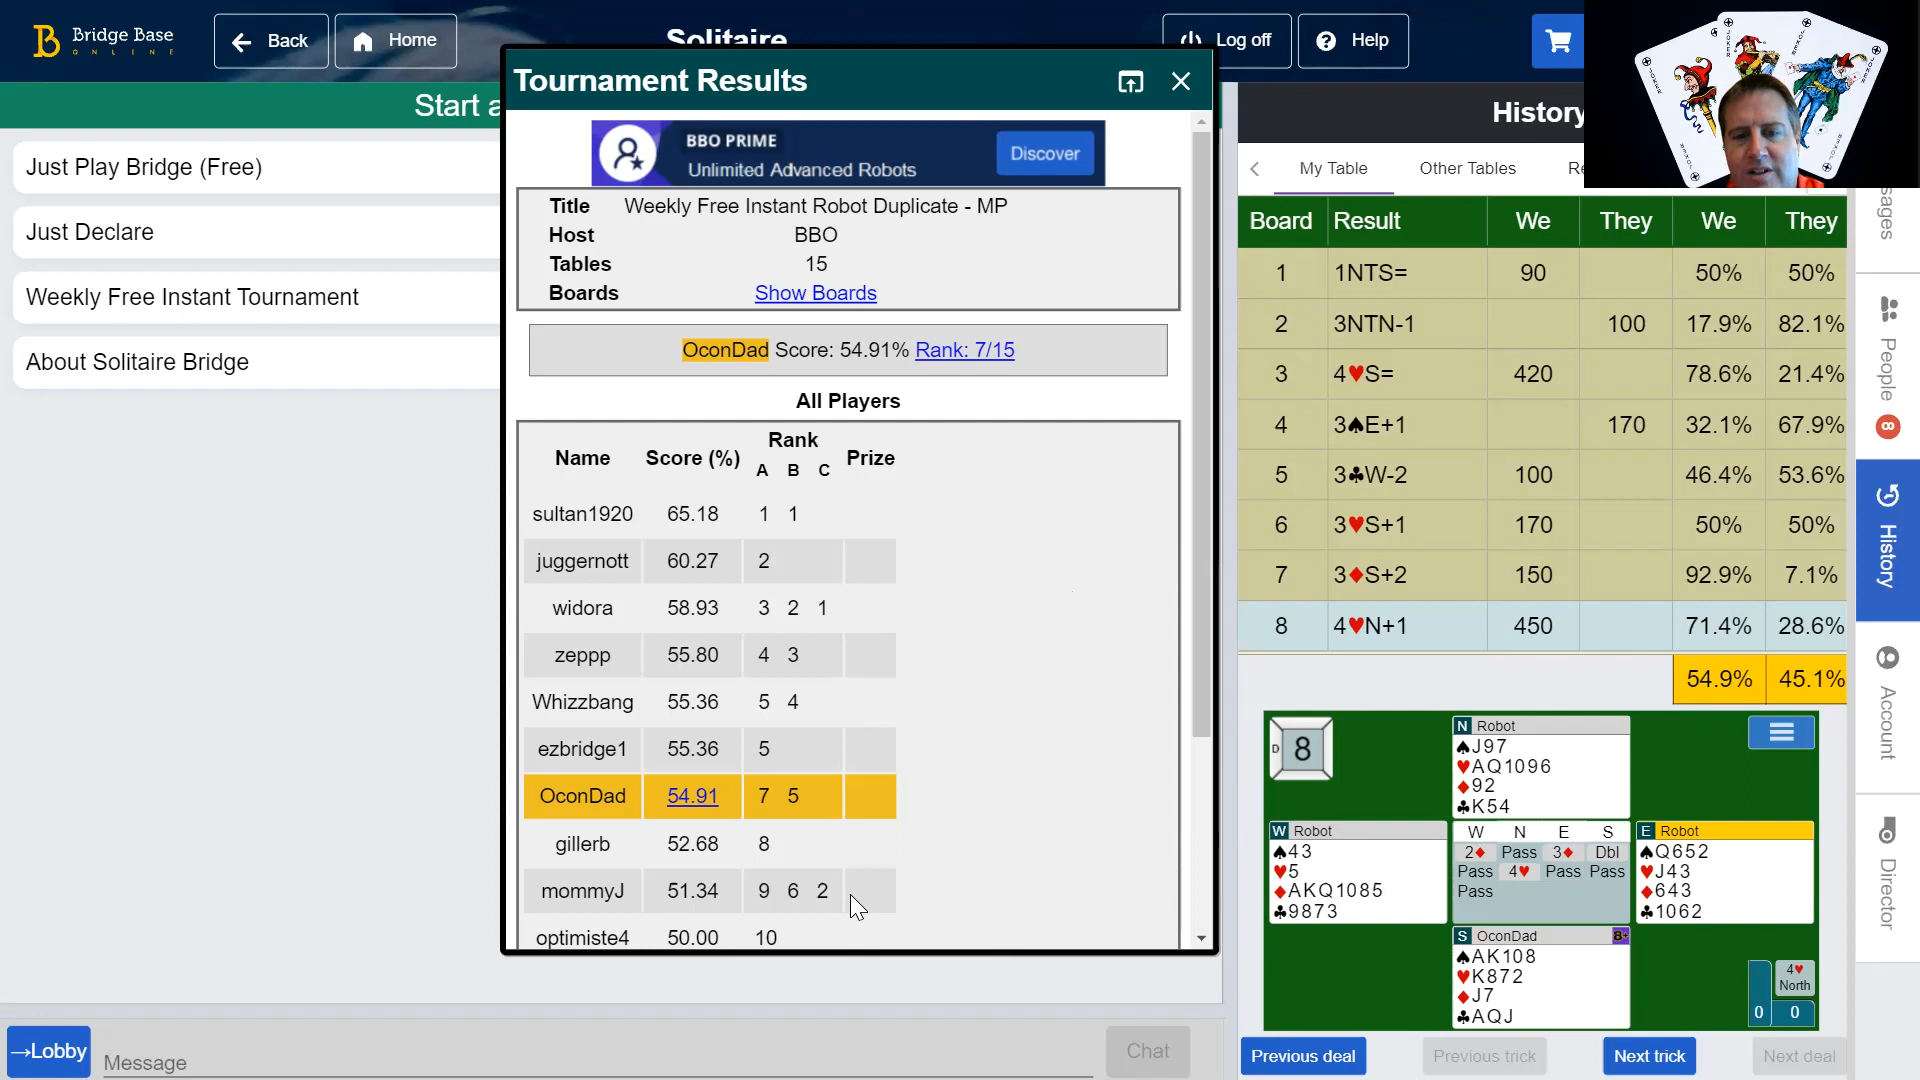 Bridge Base
ONLINE
Back
Home
Solitaire
Log off
Help
Start a
Just Play Bridge (Free)
Just Declare
Weekly Free Instant Tournament
About Solitaire Bridge
→Lobby
Message
Chat
Tournament Results
BBO PRIME
Unlimited Advanced Robots
Discover
Title Weekly Free Instant Robot Duplicate - MP
Host BBO
Tables 15
Boards Show Boards
OconDad Score: 54.91% Rank: 7/15
All Players
Name Score (%) Rank Prize
A B C
sultan1920 65.18 1 1
juggernott 60.27 2
widora 58.93 3 2 1
zeppp 55.80 4 3
Whizzbang 55.36 5 4
ezbridge1 55.36 5
OconDad 54.91 7 5
gillerb 52.68 8
mommyJ 51.34 9 6 2
optimiste4 50.00 10
History
My Table Other Tables Re
Board Result We They We They
1 1NTS= 90 50% 50%
2 3NTN-1 100 17.9% 82.1%
3 4♥S= 420 78.6% 21.4%
4 3♠E+1 170 32.1% 67.9%
5 3♣W-2 100 46.4% 53.6%
6 3♥S+1 170 50% 50%
7 3♦S+2 150 92.9% 7.1%
8 4♥N+1 450 71.4% 28.6%
54.9% 45.1%
D 8
N Robot
♠J97
♥AQ1096
♦92
♣K54
W Robot
♠43
♥5
♦AKQ1085
♣9873
W N E S
2♦ Pass 3♦ Dbl
Pass 4♥ Pass Pass
Pass
E Robot
♠Q652
♥J43
♦643
♣1062
S OconDad 8+
♠AK108
♥K872
♦J7
♣AQJ
4♥
North
0 0
Previous deal
Previous trick
Next trick
Next deal
sages
People
8
History
Account
Director